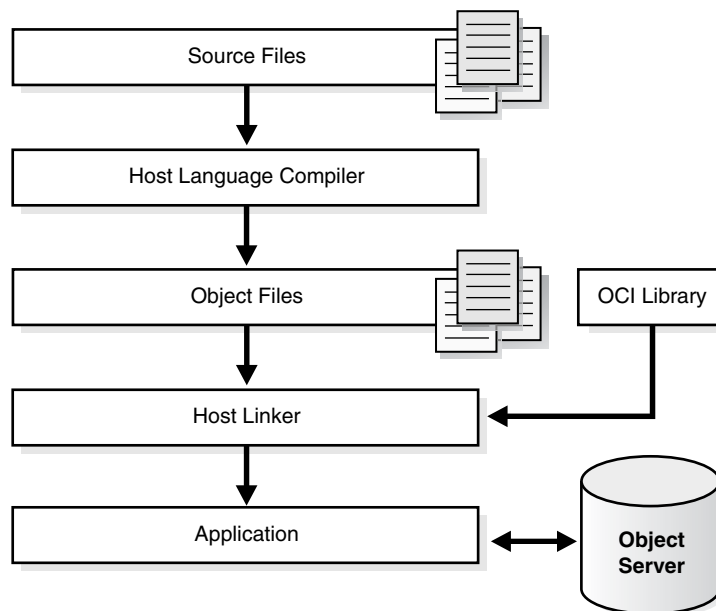 Source Files
Host Language Compiler
Object Files
OCI Library
Host Linker
Application
Object
Server